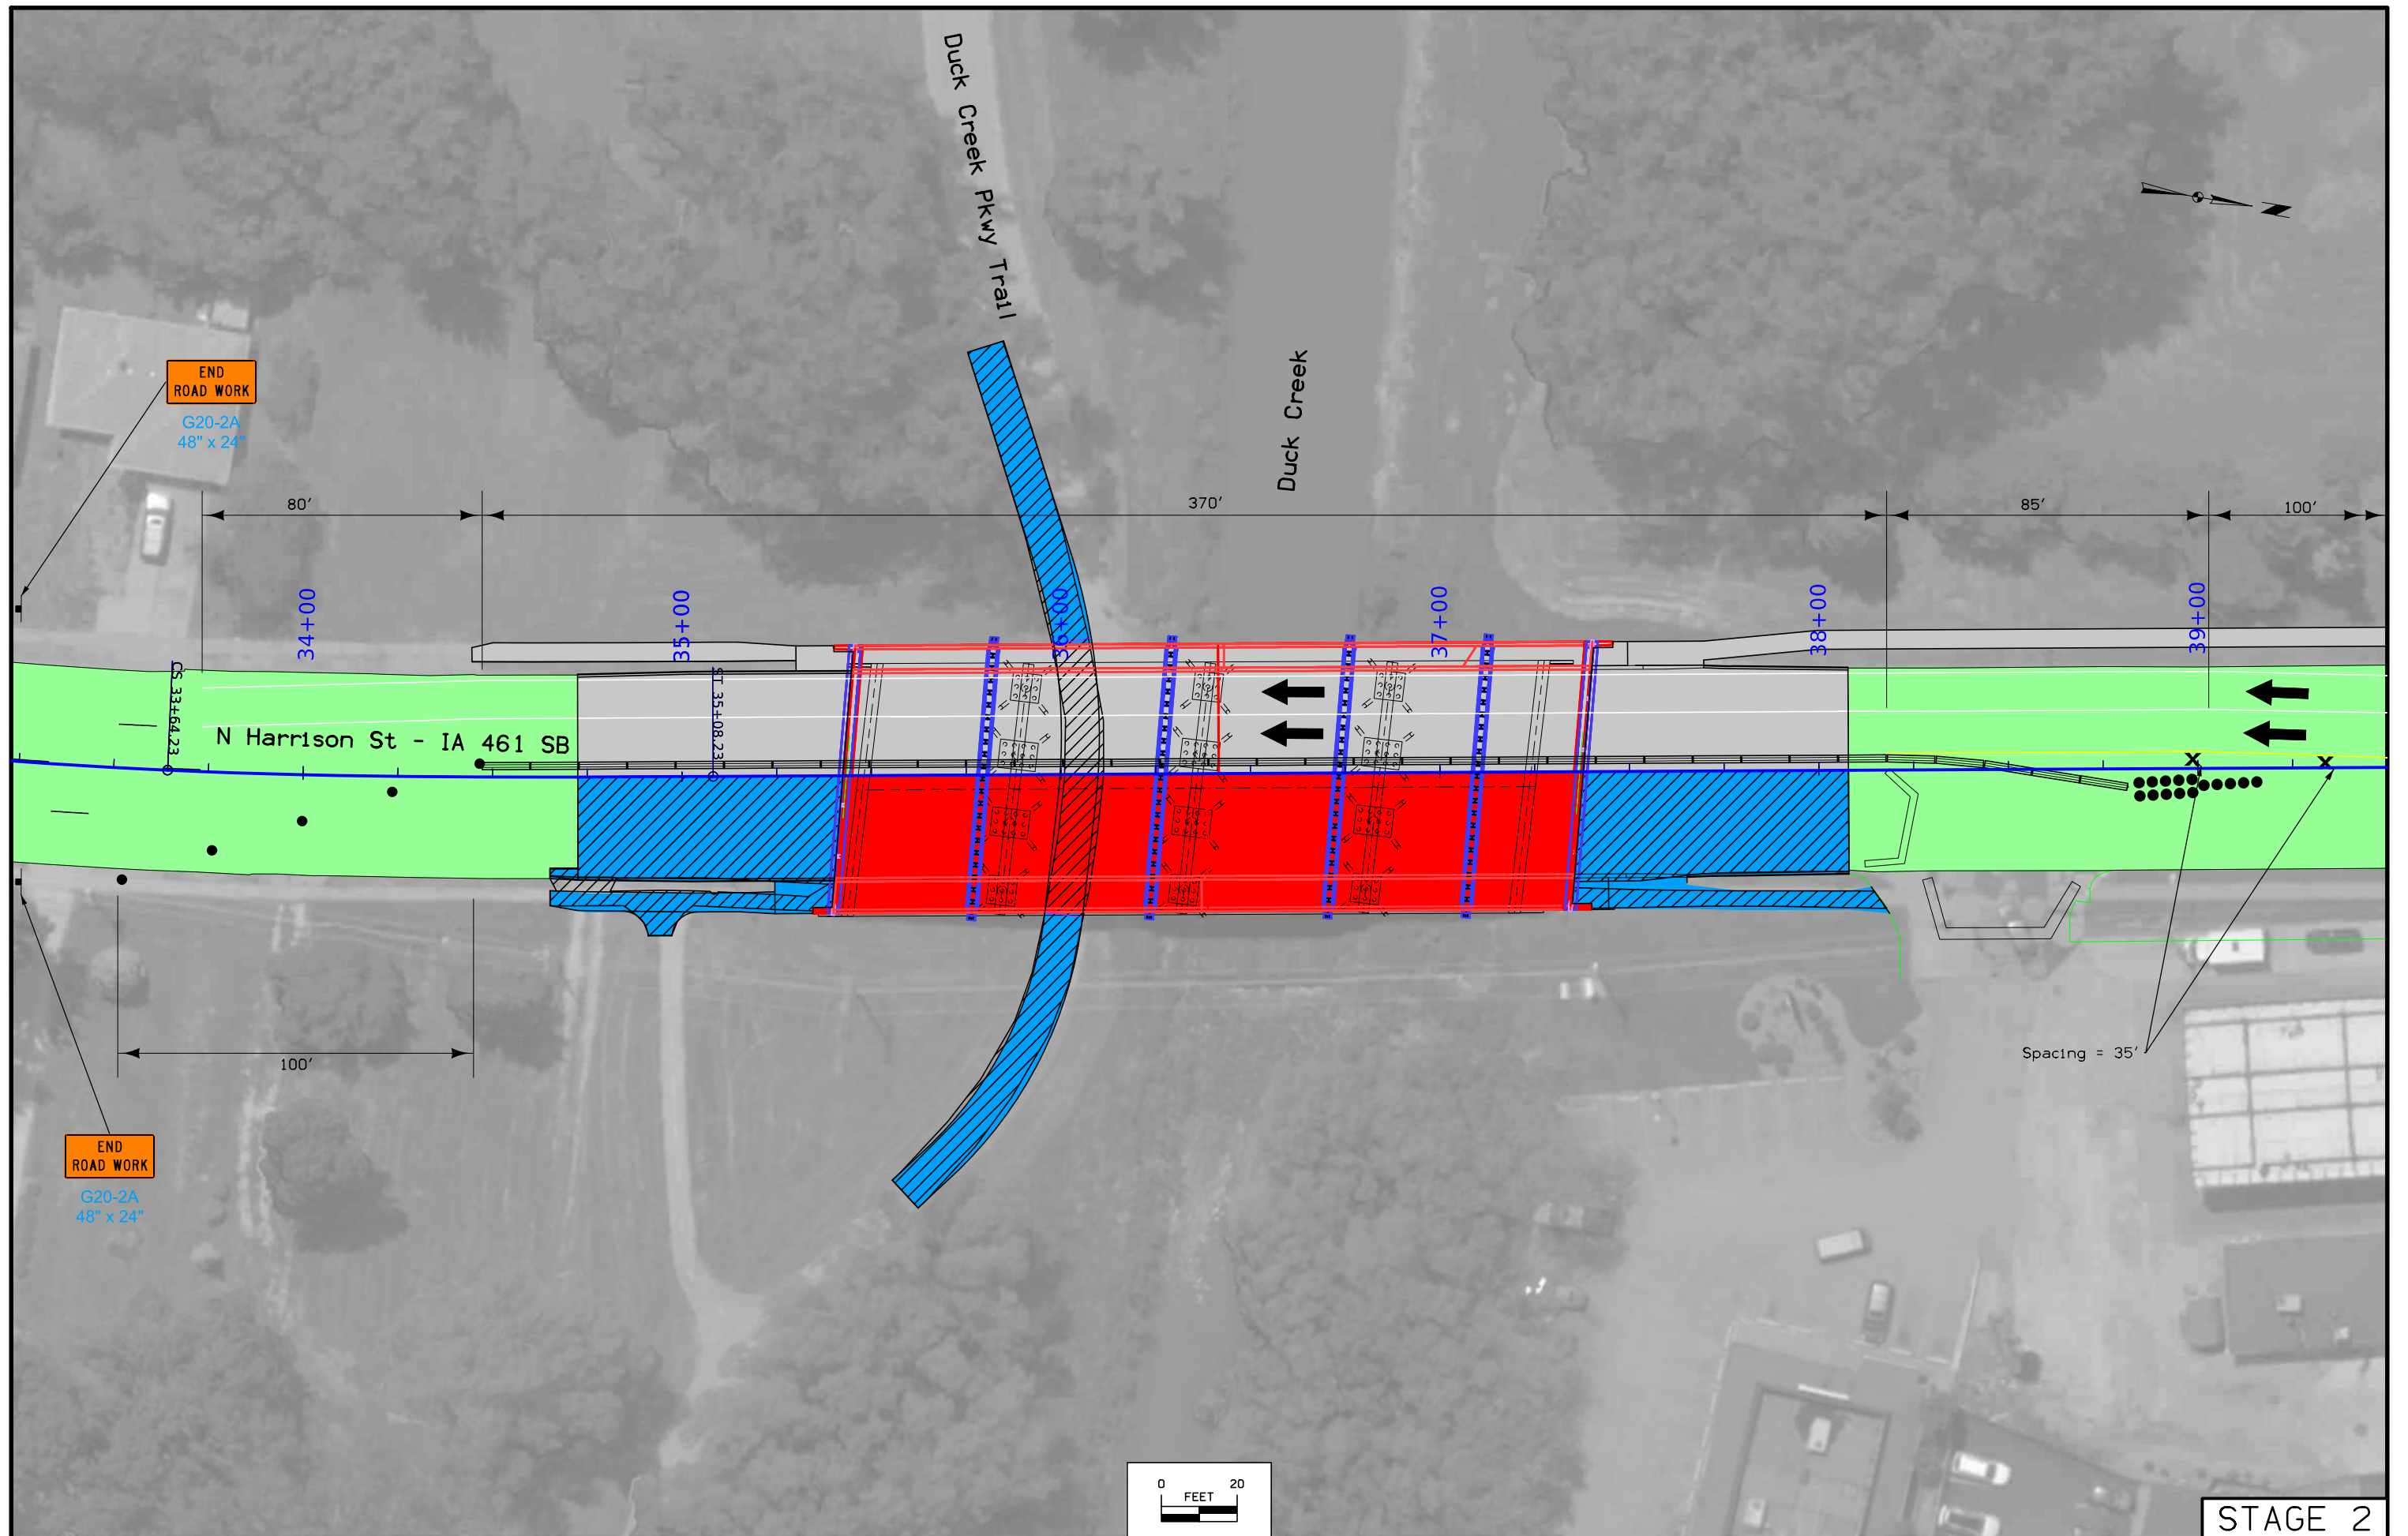 Duck Creek Pkwy Trail
Duck Creek
N
END
ROAD WORK
G20-2A
48" x 24"
80'
370'
85'
100'
34+00
35+00
36+00
37+00
38+00
39+00
CS 33+64.23
ST 35+08.23
N Harrison St - IA 461 SB
X
X
100'
Spacing = 35'
END
ROAD WORK
G20-2A
48" x 24"
0 20
FEET
STAGE 2